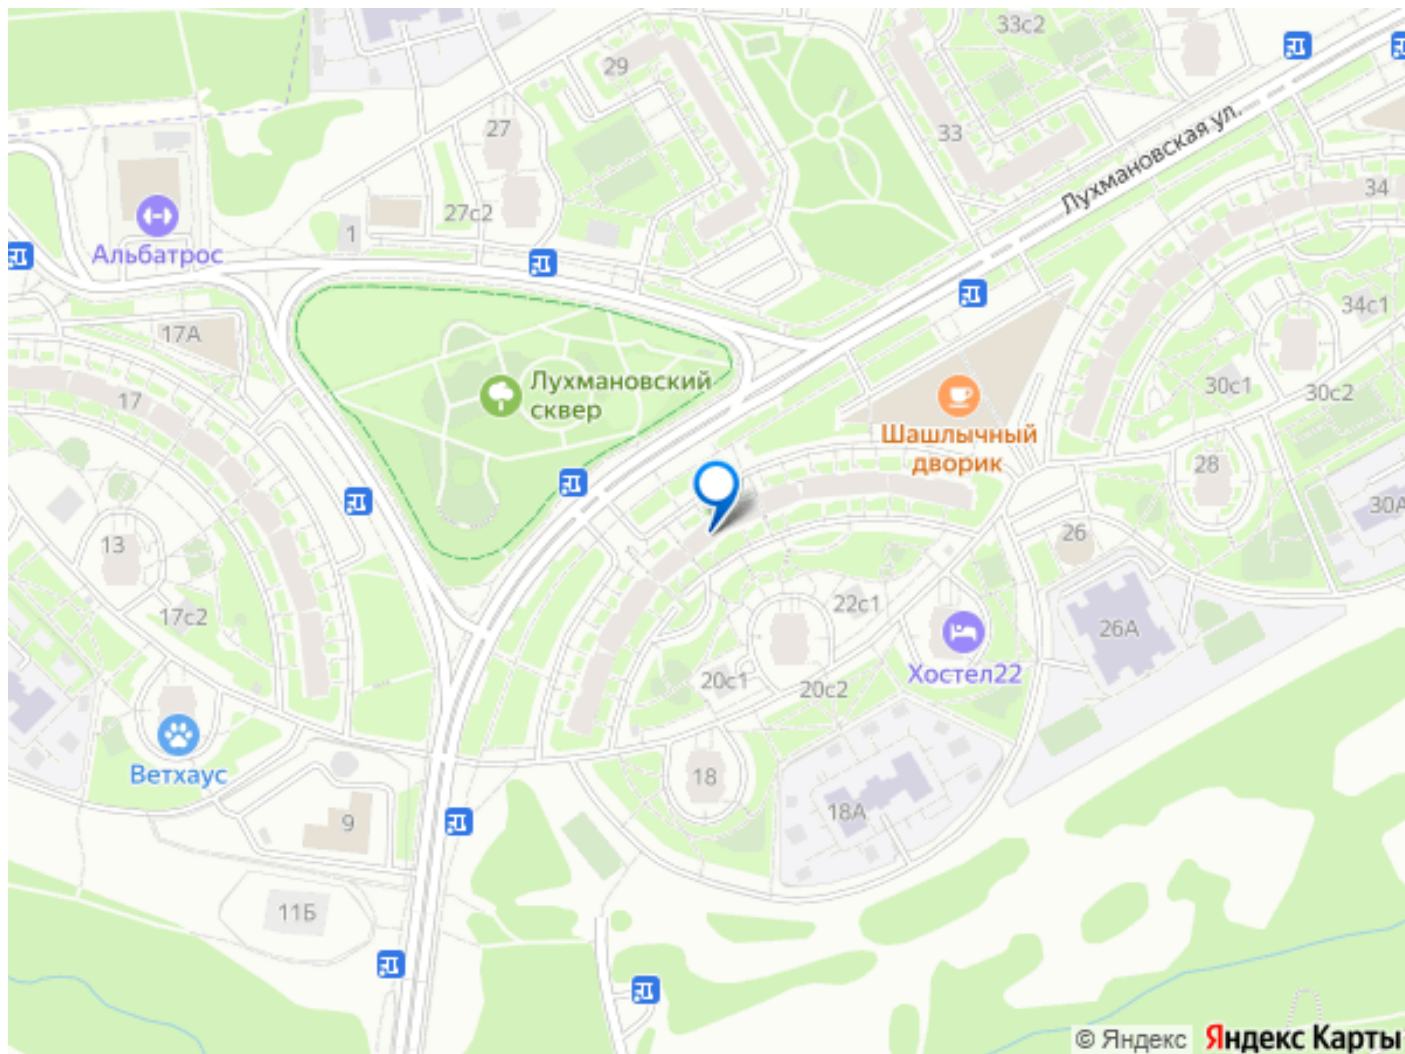 33с2
29
27
33
Лухмановская ул.
34
27с2
1
Альбатрос
17А
34с1
Лухмановский
сквер
30с1
30с2
17
Шашлычный
дворик
28
30А
13
26
22с1
17с2
26А
Хостел22
20с1
20с2
Ветхаус
18
18А
9
11Б
© Яндекс Яндекс Карты